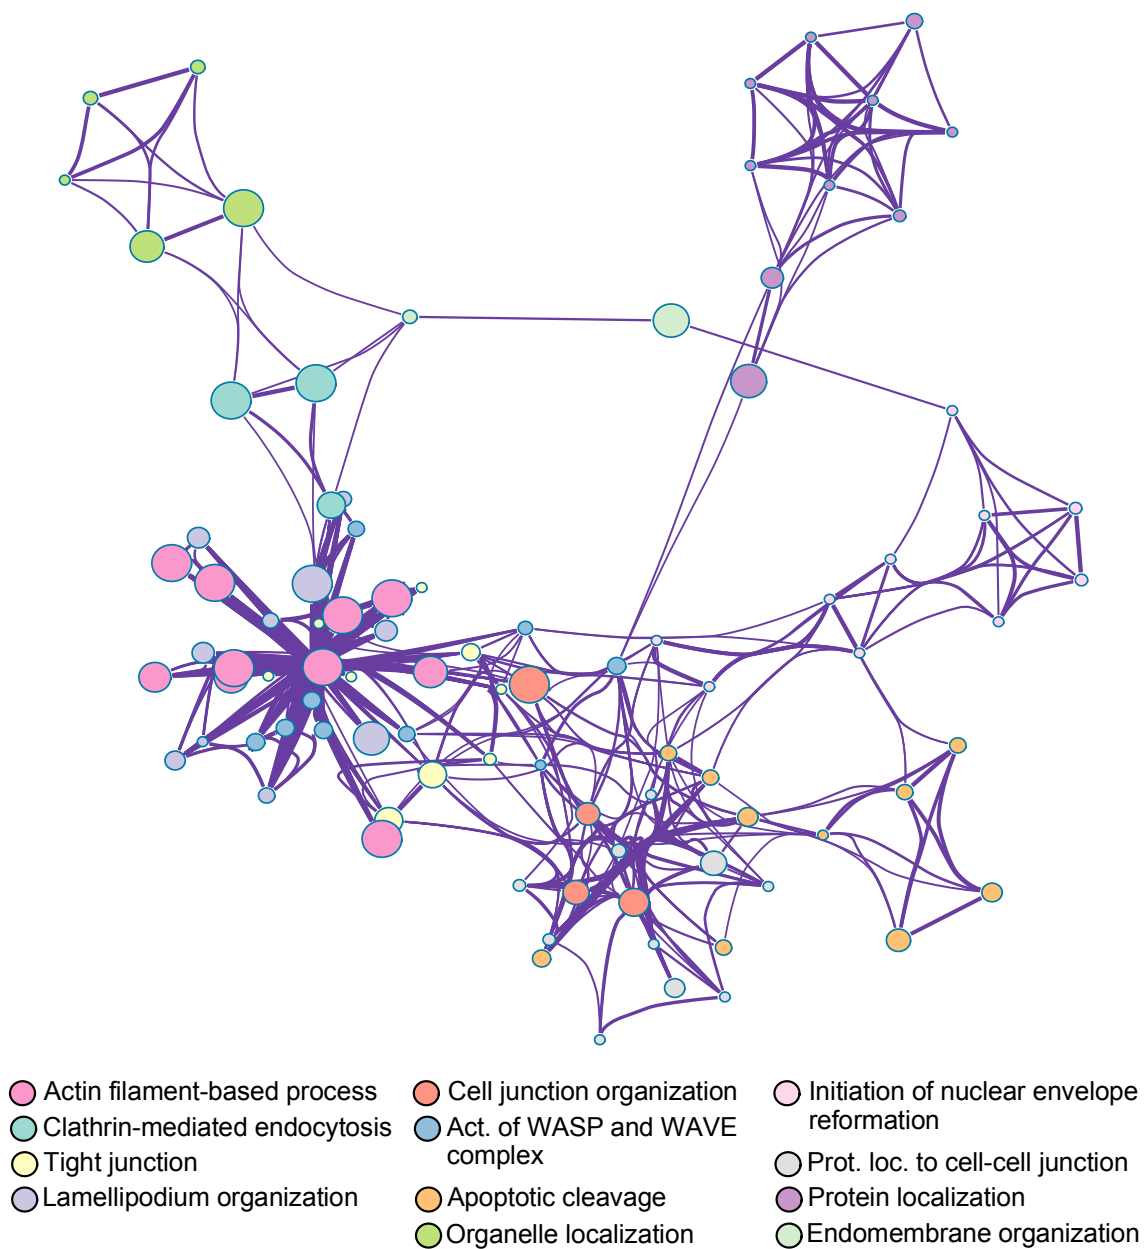 Actin filament-based process
Clathrin-mediated endocytosis
Tight junction
Lamellipodium organization
Cell junction organization
Act. of WASP and WAVE
complex
Apoptotic cleavage
Organelle localization
Initiation of nuclear envelope
reformation
Prot. loc. to cell-cell junction
Protein localization
Endomembrane organization